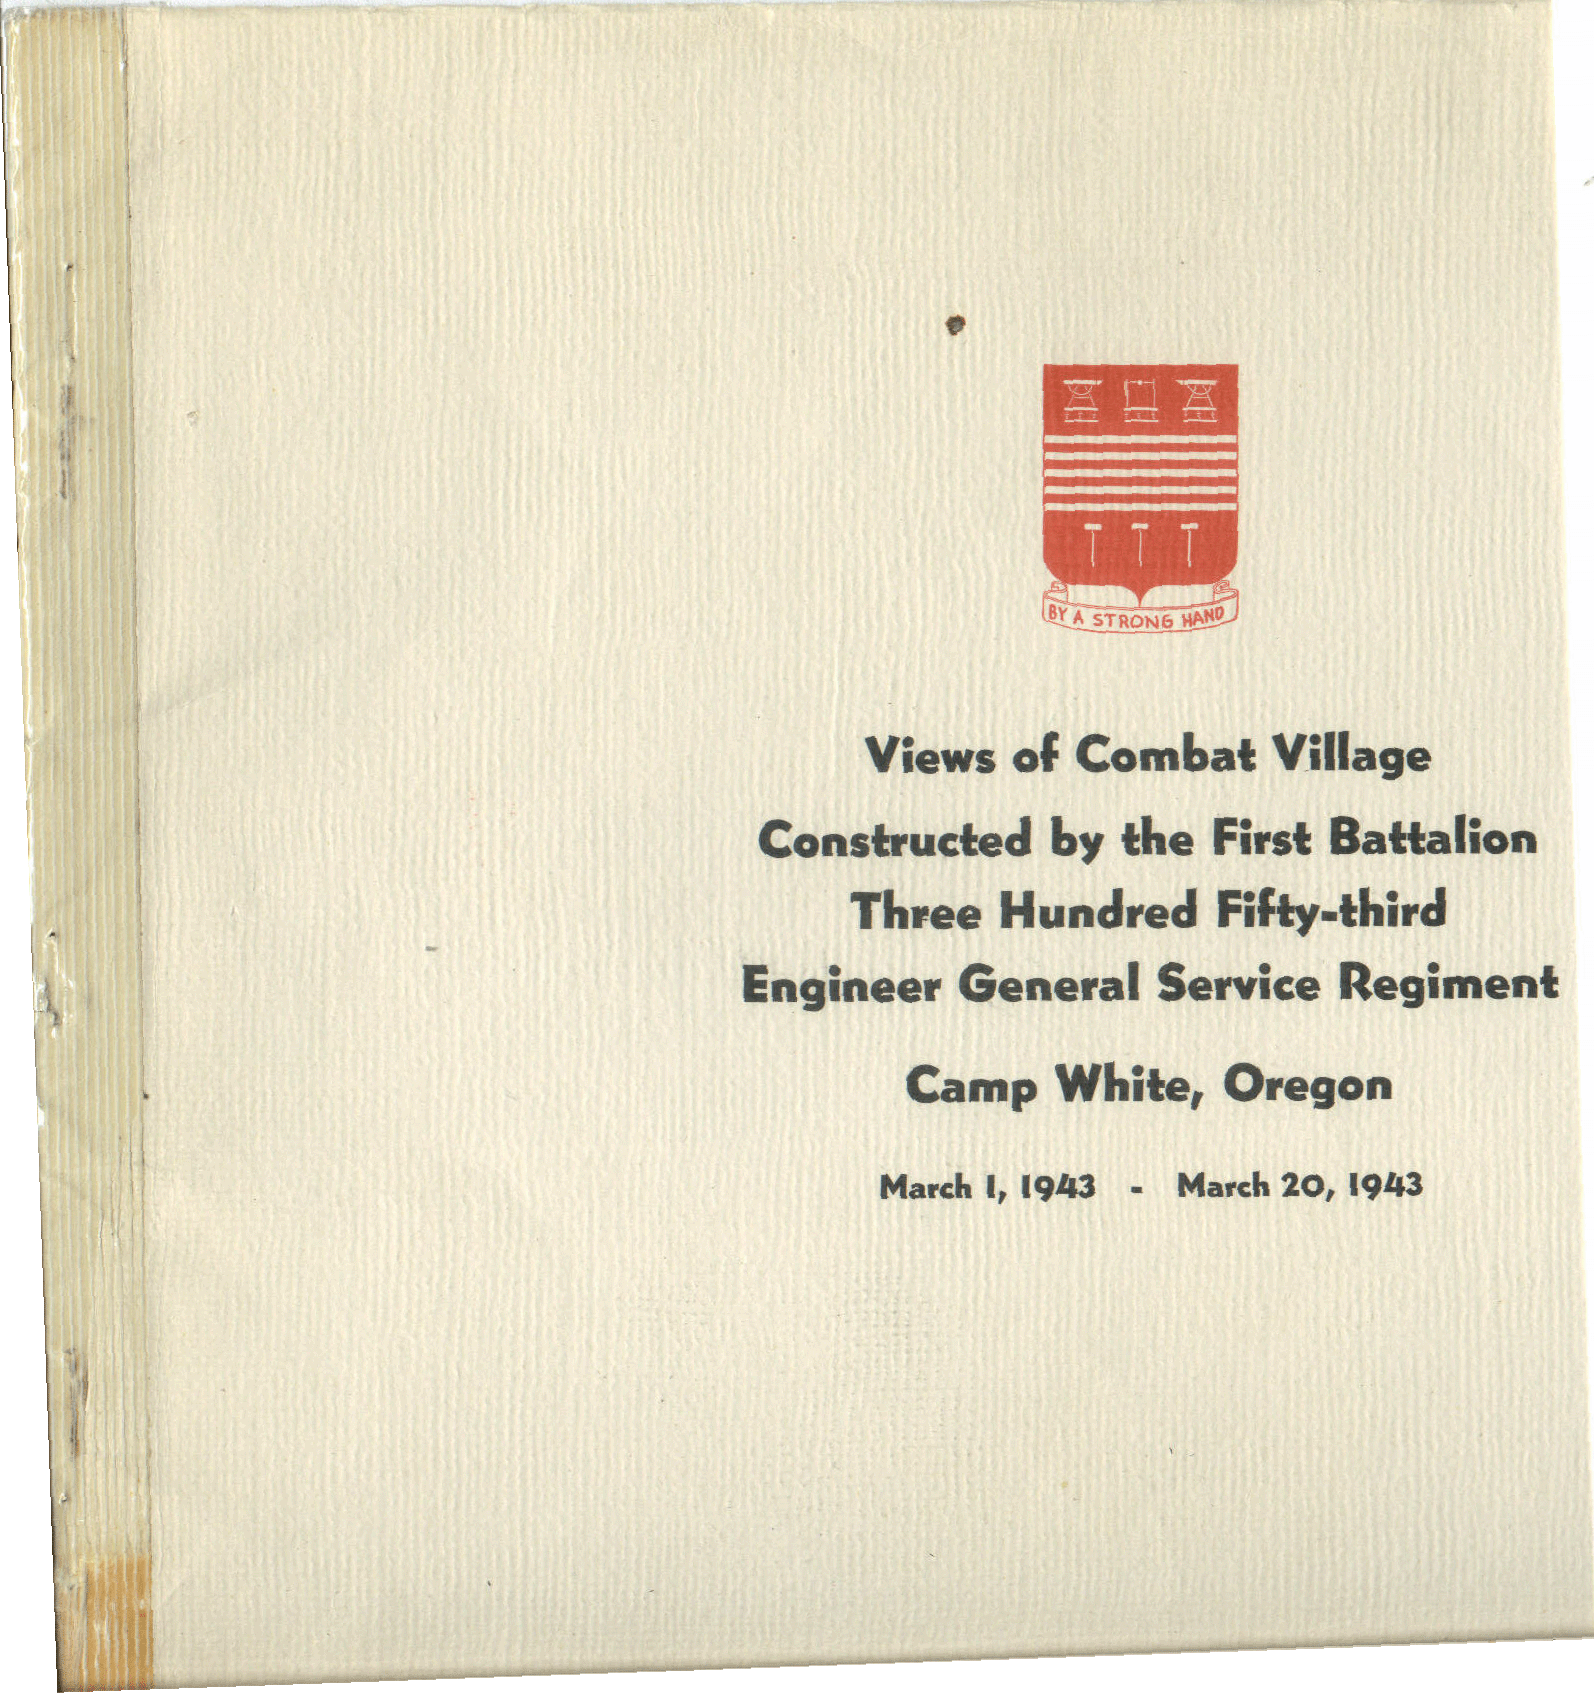 BY A STRONG HAND
Views of Combat Village
Constructed by the First Battalion
Three Hundred Fifty-third
Engineer General Service Regiment
Camp White, Oregon
March 1, 1943 - March 20, 1943